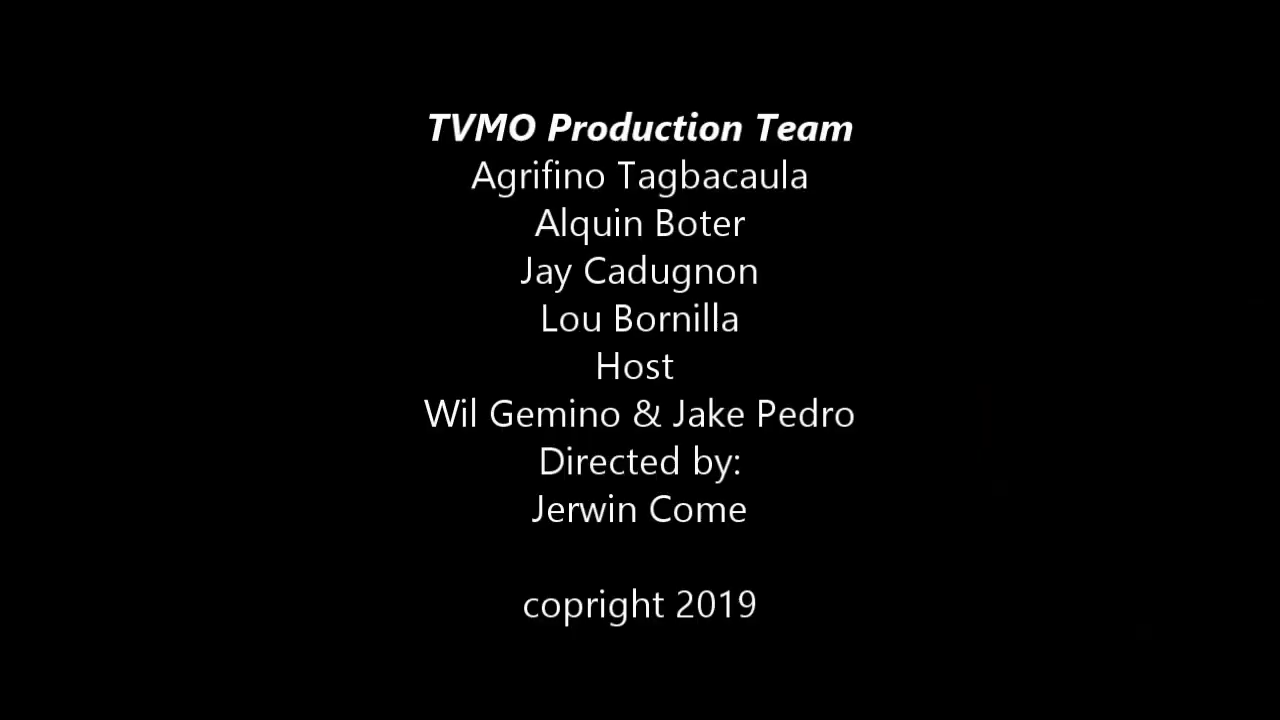 TVMO Production Team
Agrifino Tagbacaula
Alquin Boter
Jay Cadugnon
Lou Bornilla
Host
Wil Gemino & Jake Pedro
Directed by:
Jerwin Come
copright 2019